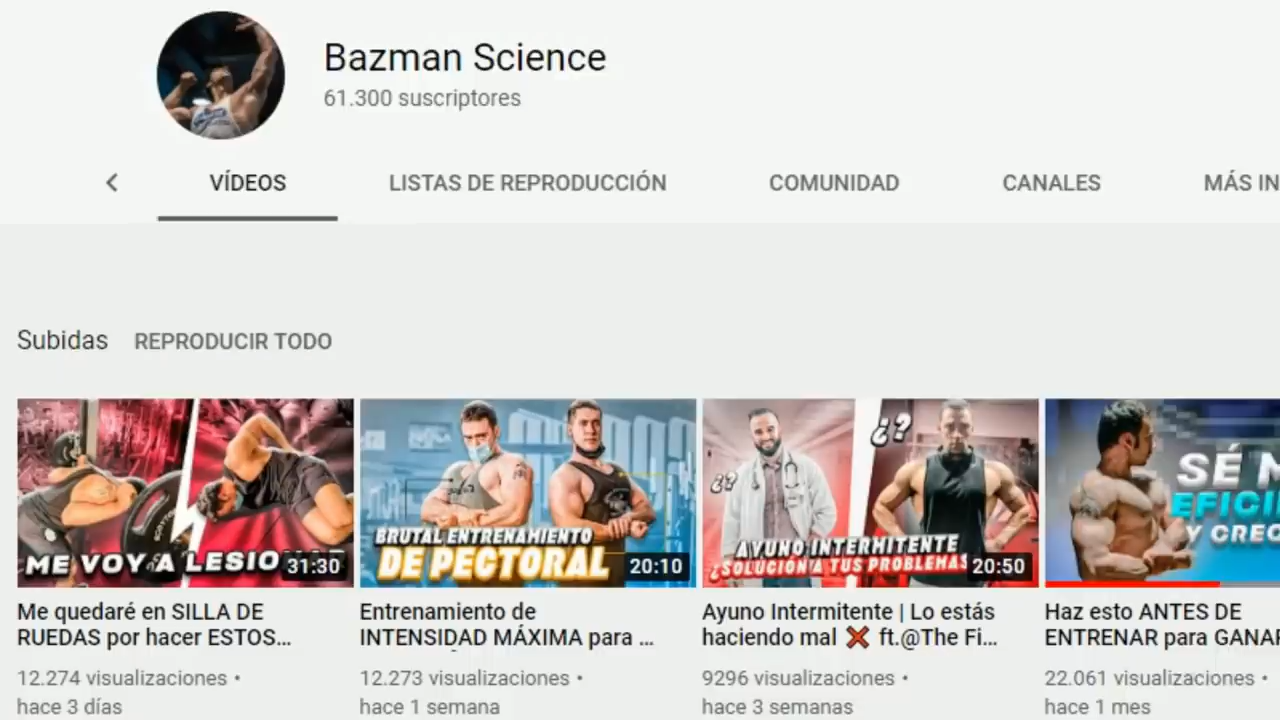 Bazman Science
61.300 suscriptores
VÍDEOS
LISTAS DE REPRODUCCIÓN
COMUNIDAD
CANALES
MÁS IN
Subidas
REPRODUCIR TODO
ME VOY A LESIO
31:30
BRUTAL ENTRENAMIENTO
DE PECTORAL
20:10
¿?
¿?
AYUNO INTERMITENTE
¿SOLUCIÓN A TUS PROBLEMAS
20:50
SÉ M
EFICI
Y CREC
Me quedaré en SILLA DE
RUEDAS por hacer ESTOS...
12.274 visualizaciones •
hace 3 días
Entrenamiento de
INTENSIDAD MÁXIMA para ...
12.273 visualizaciones •
hace 1 semana
Ayuno Intermitente | Lo estás
haciendo mal ❌ ft.@The Fi...
9296 visualizaciones •
hace 3 semanas
Haz esto ANTES DE
ENTRENAR para GANAR
22.061 visualizaciones •
hace 1 mes